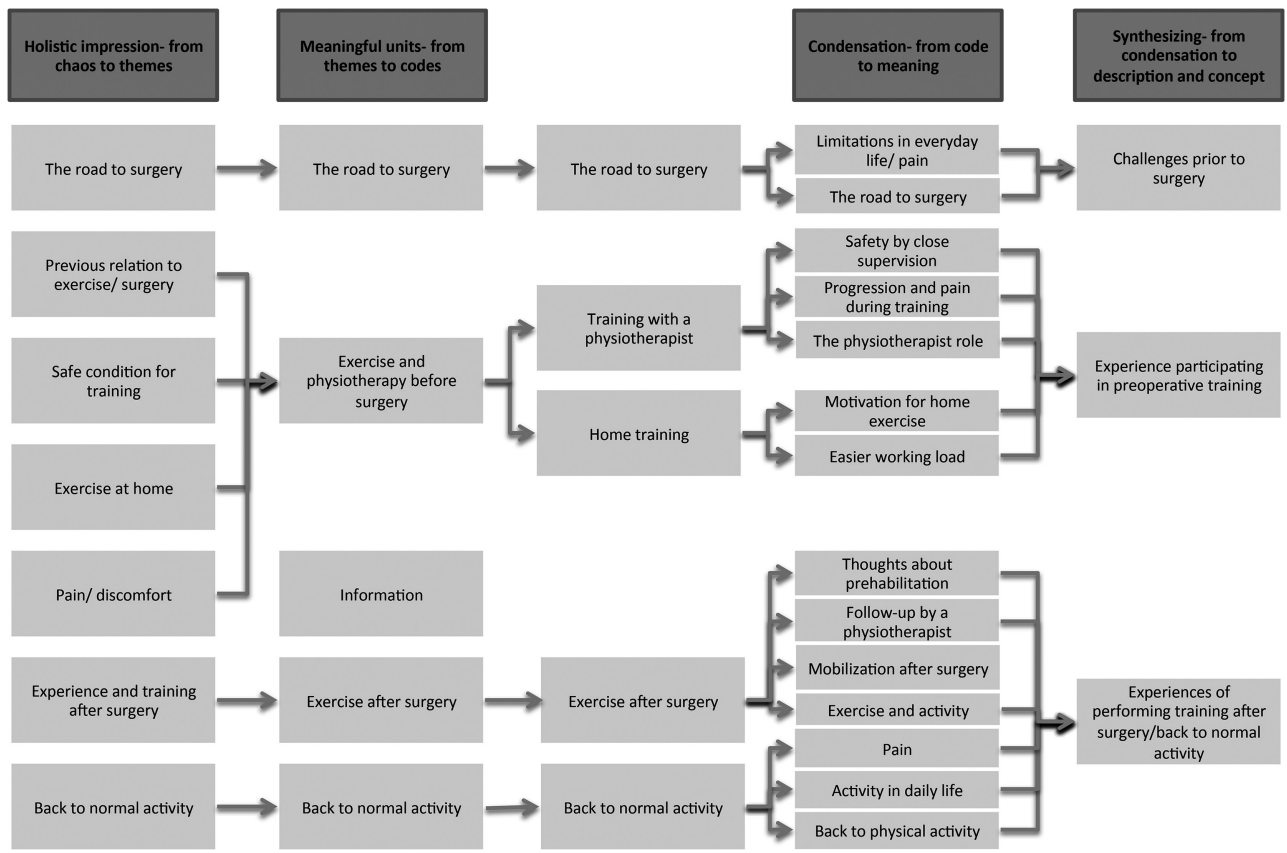 Holistic impression- from
chaos to themes
Meaningful units- from
themes to codes
Condensation- from code
to meaning
Synthesizing- from
condensation to
description and concept
The road to surgery
The road to surgery
The road to surgery
Limitations in everyday
life/ pain
The road to surgery
Challenges prior to
surgery
Previous relation to
exercise/ surgery
Safe condition for
training
Exercise at home
Pain/ discomfort
Exercise and
physiotherapy before
surgery
Information
Training with a
physiotherapist
Home training
Safety by close
supervision
Progression and pain
during training
The physiotherapist role
Motivation for home
exercise
Easier working load
Experience participating
in preoperative training
Experience and training
after surgery
Exercise after surgery
Exercise after surgery
Thoughts about
prehabilitation
Follow-up by a
physiotherapist
Mobilization after surgery
Exercise and activity
Back to normal activity
Back to normal activity
Back to normal activity
Pain
Activity in daily life
Back to physical activity
Experiences of
performing training after
surgery/back to normal
activity